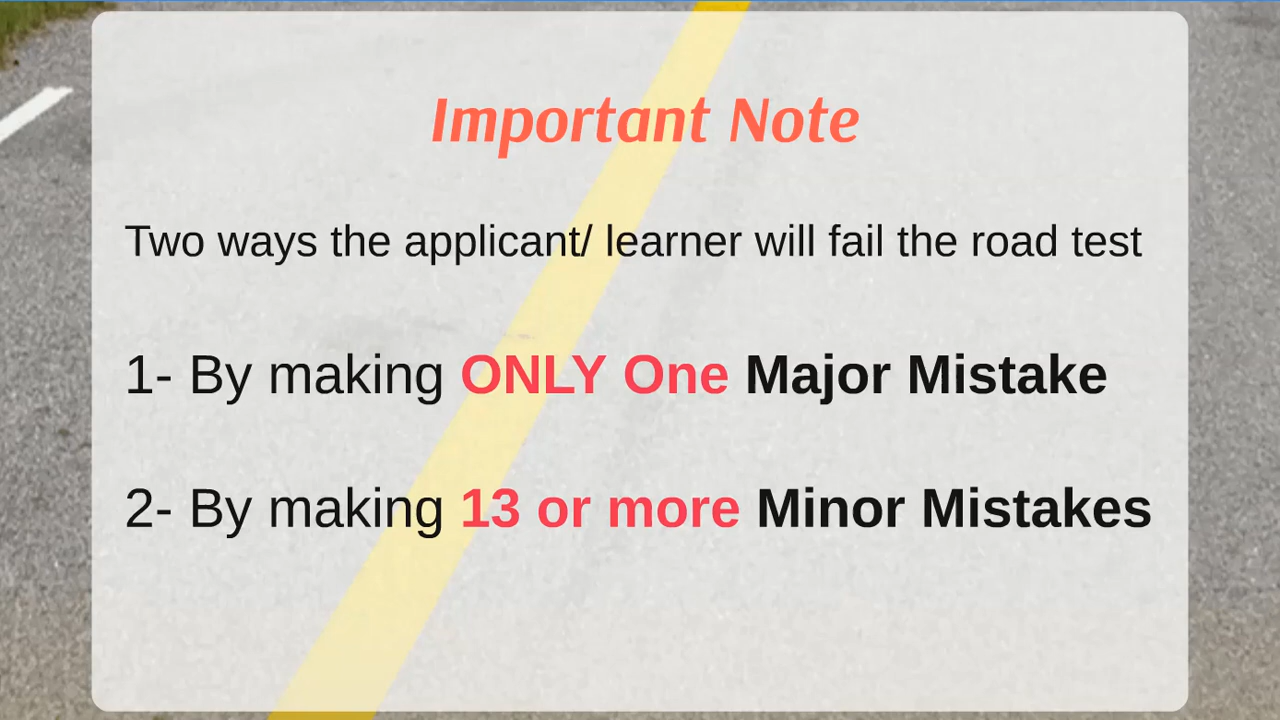 Important Note
Two ways the applicant/ learner will fail the road test
1- By making ONLY One Major Mistake
2- By making 13 or more Minor Mistakes